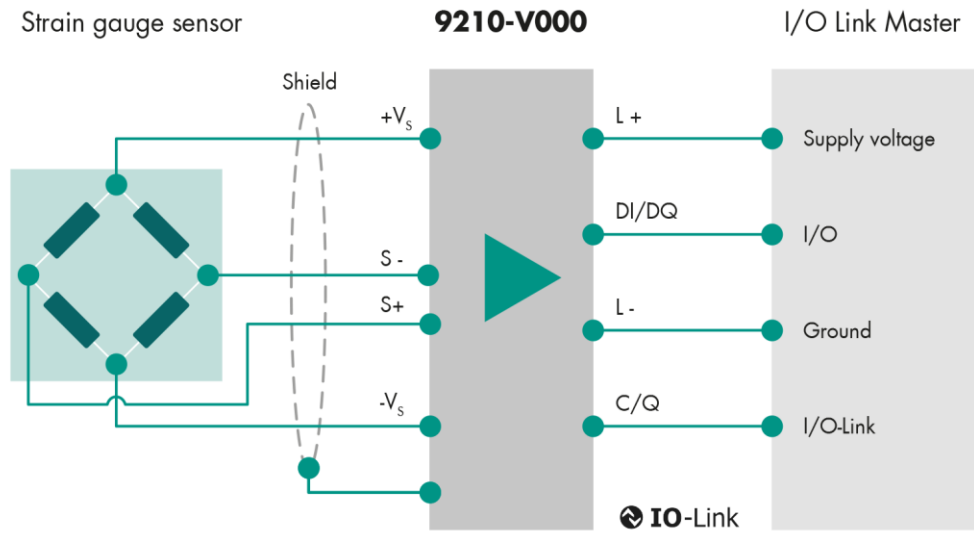 Strain gauge sensor
9210-V000
I/O Link Master
Shield
+Vs
L +
Supply voltage
DI/DQ
I/O
S -
S+
L -
Ground
-Vs
C/Q
I/O-Link
IO-Link